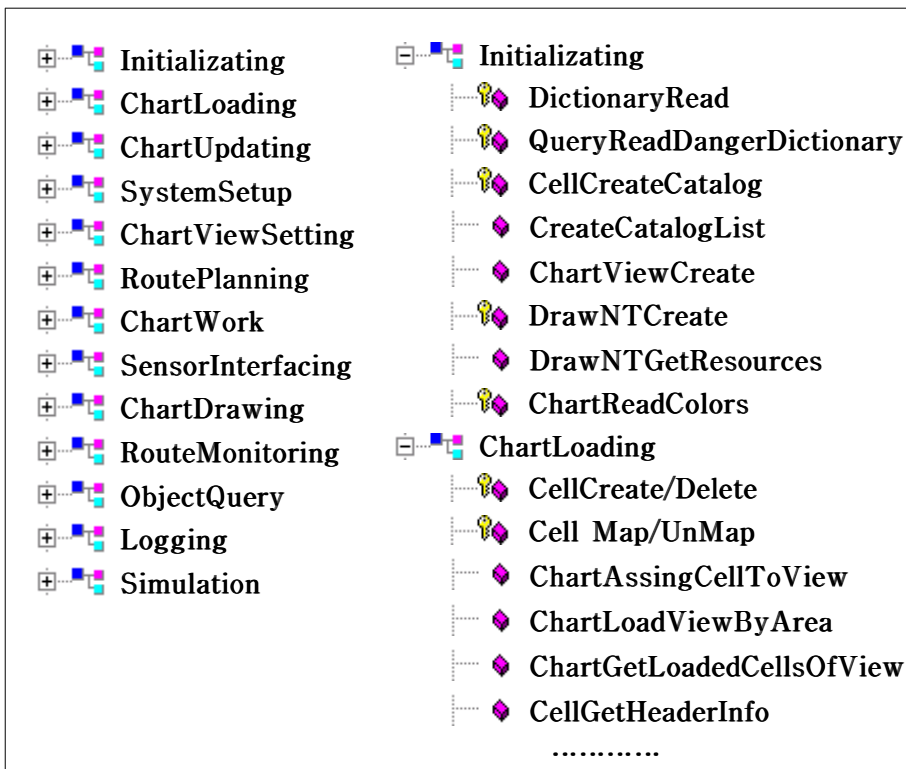 Initializating
ChartLoading
ChartUpdating
SystemSetup
ChartViewSetting
RoutePlanning
ChartWork
SensorInterfacing
ChartDrawing
RouteMonitoring
ObjectQuery
Logging
Simulation
Initializating
DictionaryRead
QueryReadDangerDictionary
CellCreateCatalog
CreateCatalogList
ChartViewCreate
DrawNTCreate
DrawNTGetResources
ChartReadColors
ChartLoading
CellCreate/Delete
Cell Map/UnMap
ChartAssingCellToView
ChartLoadViewByArea
ChartGetLoadedCellsOfView
CellGetHeaderInfo
............